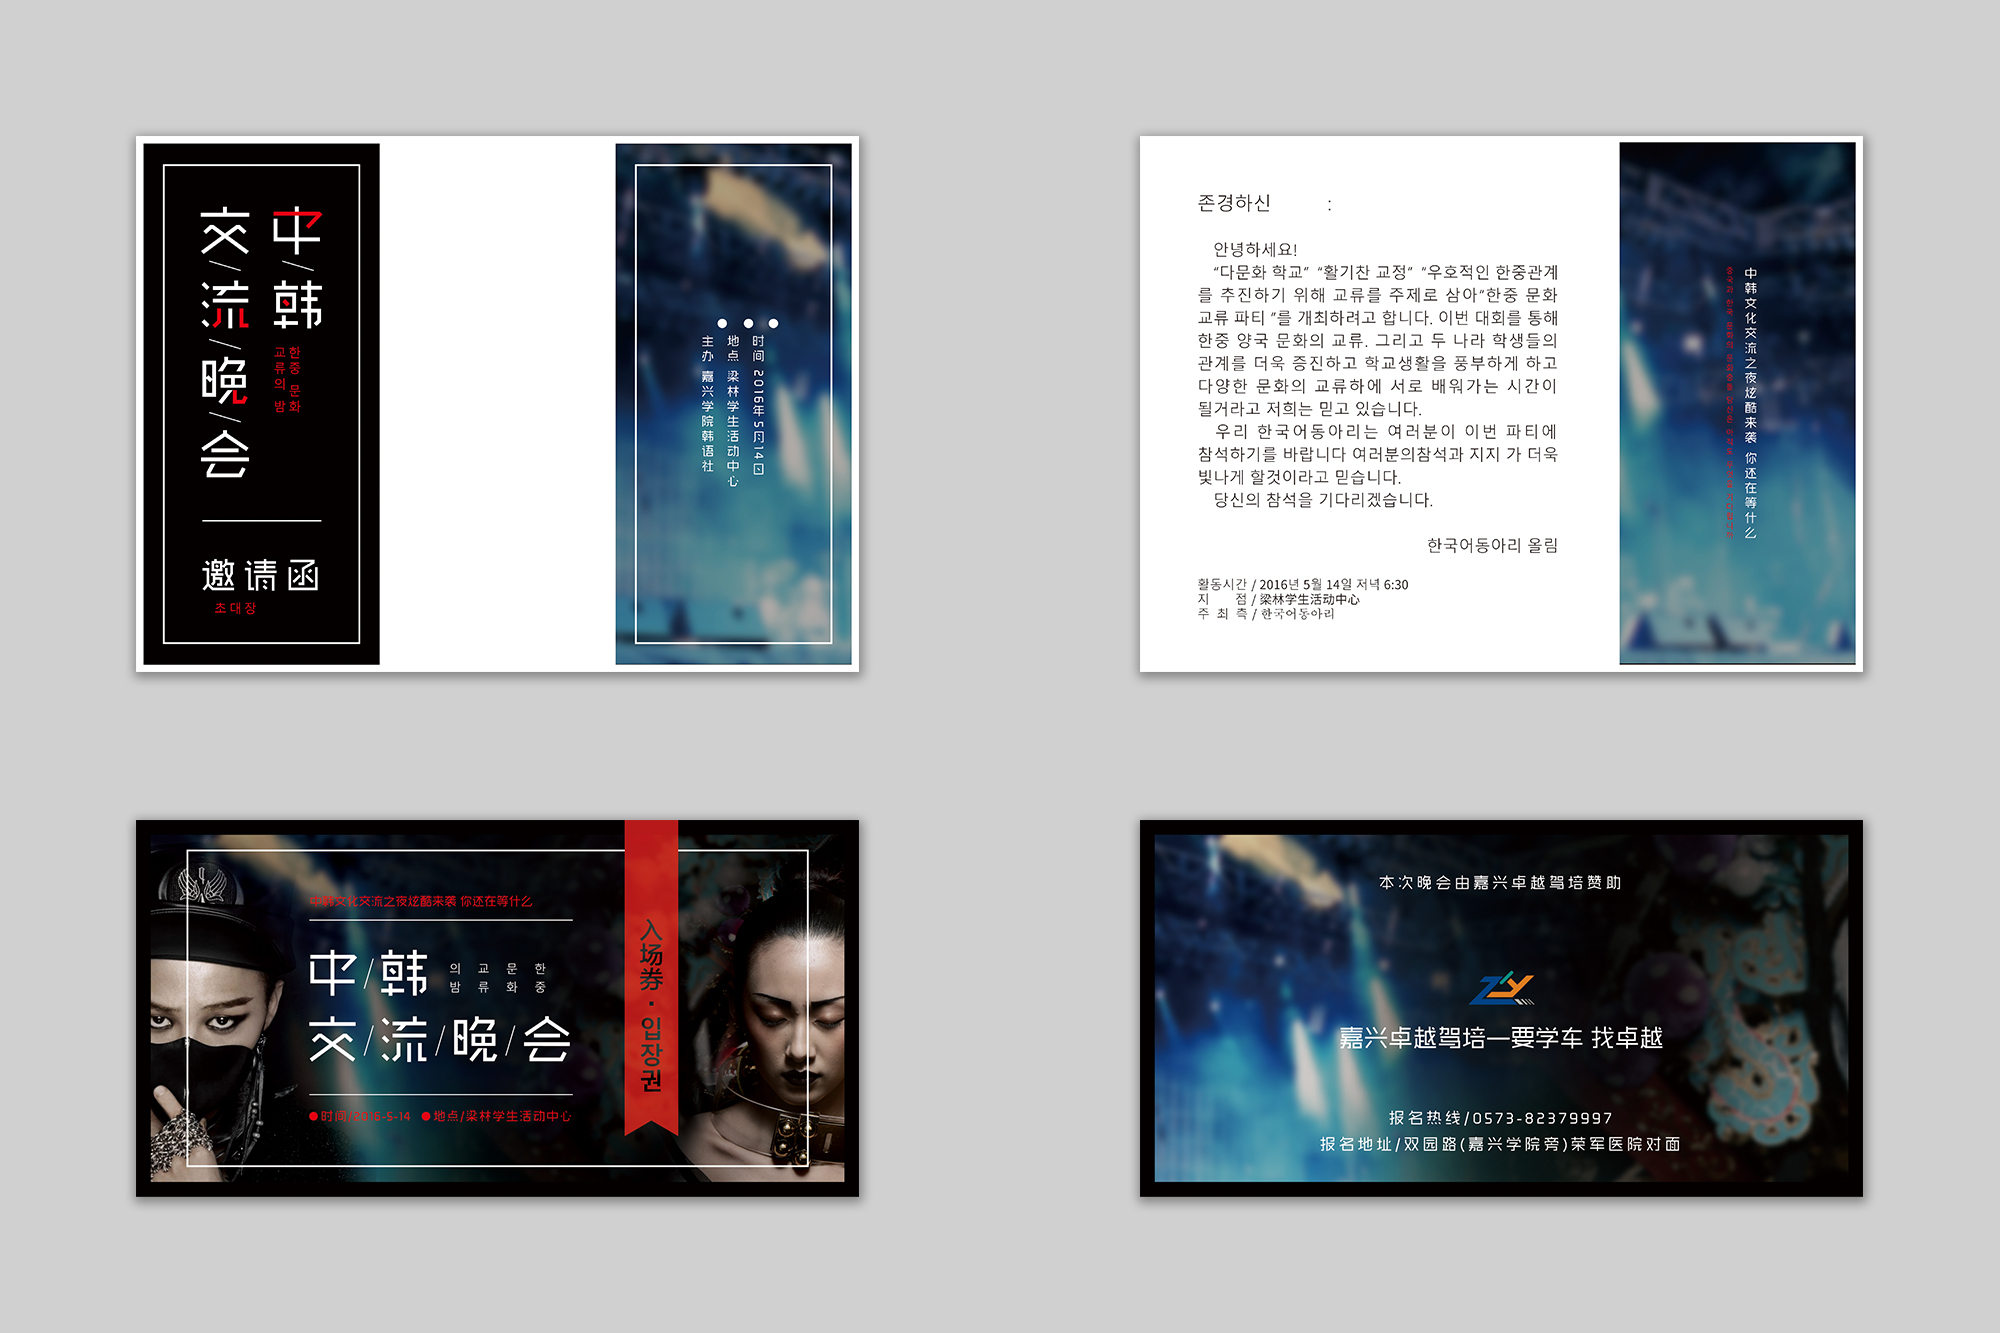 中/韩
交/流/晚/会
한중 문화
교류의 밤
邀请函
초대장
时间 2016年 5月14日
地点 梁林学生活动中心
主办 嘉兴学院韩语社
존경하신 :
안녕하세요!
“다문화 학교” “활기찬 교정” “우호적인 한중관계
를 추진하기 위해 교류를 주제로 삼아“한중 문화
교류 파티 ”를 개최하려고 합니다. 이번 대회를 통해
한중 양국 문화의 교류. 그리고 두 나라 학생들의
관계를 더욱 증진하고 학교생활을 풍부하게 하고
다양한 문화의 교류하에 서로 배워가는 시간이
될거라고 저희는 믿고 있습니다.
우리 한국어동아리는 여러분이 이번 파티에
참석하기를 바랍니다 여러분의참석과 지지 가 더욱
빛나게 할것이라고 믿습니다.
당신의 참석을 기다리겠습니다.
한국어동아리 올림
활동시간 / 2016년 5월 14일 저녁 6:30
지 점 / 梁林学生活动中心
주 최 측 / 한국어동아리
中韩文化交流之夜炫酷来袭 你还在等什么
中韩文化交流之夜炫酷来袭 你还在等什么
中/韩
의 교 문 한
밤 류 화 중
交/流/晚/会
●时间/2016-5-14 ●地点/梁林学生活动中心
入场券·입장권
本次晚会由嘉兴卓越驾培赞助
ZY
嘉兴卓越驾培—要学车 找卓越
报名热线/0573-82379997
报名地址/双园路(嘉兴学院旁)荣军医院对面